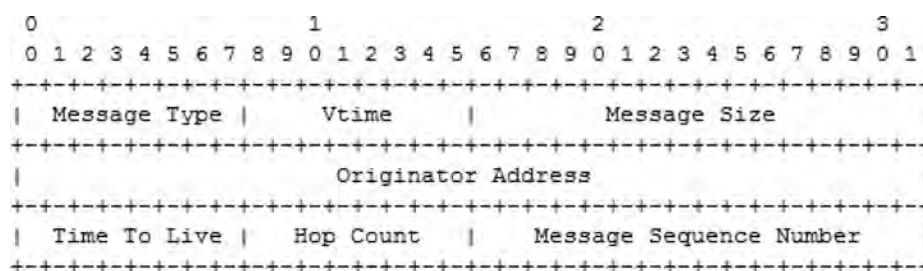 0 1 2 3
0 1 2 3 4 5 6 7 8 9 0 1 2 3 4 5 6 7 8 9 0 1 2 3 4 5 6 7 8 9 0 1
+-+-+-+-+-+-+-+-+-+-+-+-+-+-+-+-+-+-+-+-+-+-+-+-+-+-+-+-+-+-+-+-
| Message Type | Vtime | Message Size
+-+-+-+-+-+-+-+-+-+-+-+-+-+-+-+-+-+-+-+-+-+-+-+-+-+-+-+-+-+-+-+-
| Originator Address
+-+-+-+-+-+-+-+-+-+-+-+-+-+-+-+-+-+-+-+-+-+-+-+-+-+-+-+-+-+-+-+-
| Time To Live | Hop Count | Message Sequence Number
+-+-+-+-+-+-+-+-+-+-+-+-+-+-+-+-+-+-+-+-+-+-+-+-+-+-+-+-+-+-+-+-